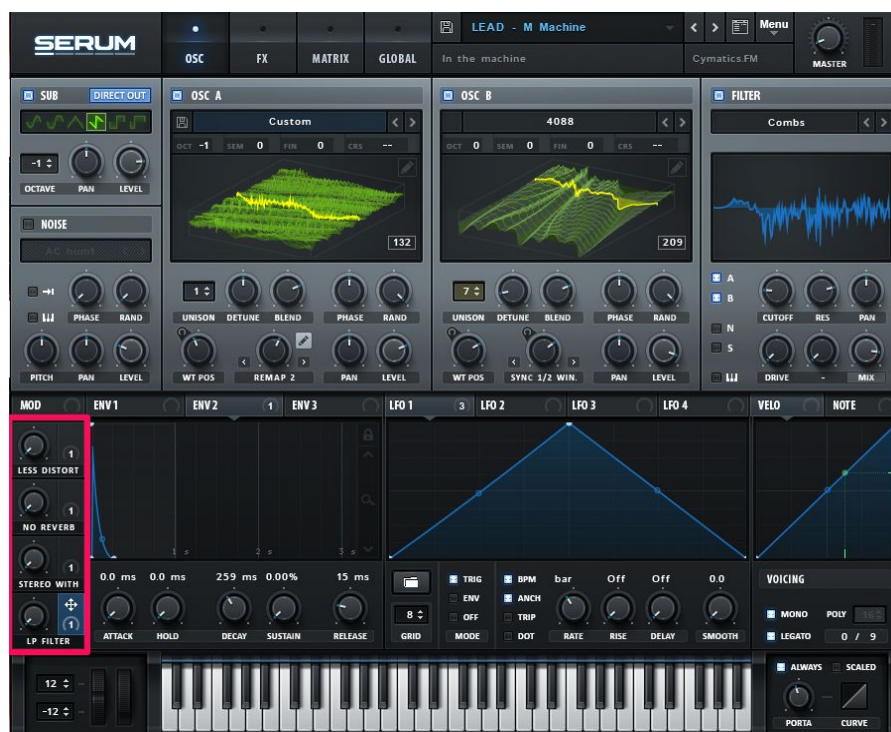 SERUM
OSC FX MATRIX GLOBAL
LEAD - M Machine
Menu
In the machine Cymatics.FM
MASTER
SUB DIRECT OUT OSC A OSC B FILTER
Custom 4088 Combs
OCT -1 SEM 0 FIN 0 CRS -- OCT 0 SEM 0 FIN 0 CRS --
-1
OCTAVE PAN LEVEL
NOISE
132 209
AC hum1
A
B
1 7
PHASE RAND UNISON DETUNE BLEND PHASE RAND UNISON DETUNE BLEND PHASE RAND CUTOFF RES PAN
N
S
PITCH PAN LEVEL WT POS REMAP 2 PAN LEVEL WT POS SYNC 1/2 WIN. PAN LEVEL DRIVE - MIX
MOD ENV 1 ENV 2 1 ENV 3 LFO 1 3 LFO 2 LFO 3 LFO 4 VELO NOTE
1
LESS DISTORT
1
NO REVERB
1 s 2 s 3 s
1
STEREO WITH
0.0 ms 0.0 ms 259 ms 0.00% 15 ms
TRIG BPM bar Off Off 0.0 VOICING
ENV ANCH
1
8 OFF TRIP MONO POLY 16
LP FILTER ATTACK HOLD DECAY SUSTAIN RELEASE GRID MODE DOT RATE RISE DELAY SMOOTH LEGATO 0 / 9
ALWAYS SCALED
12
-12
PORTA CURVE